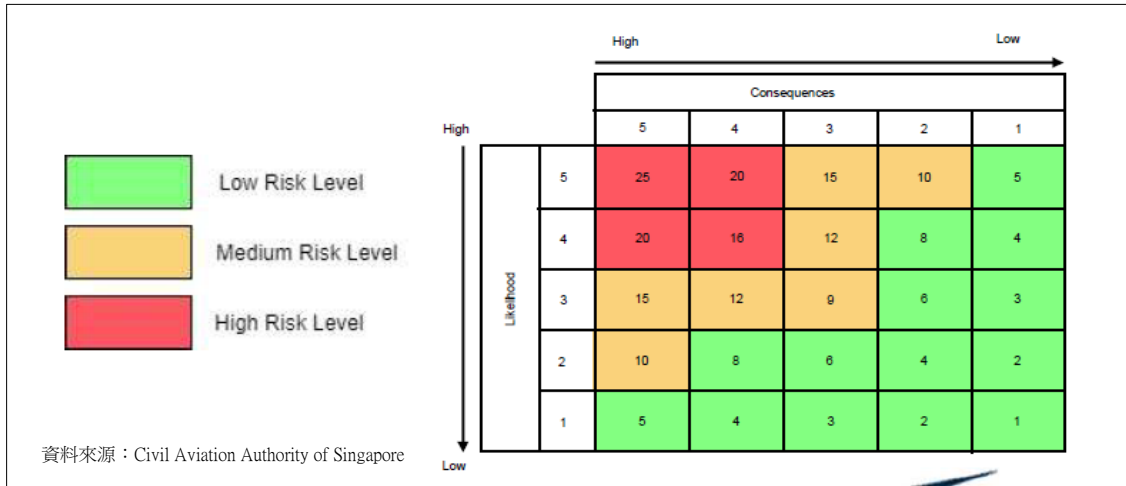 High Low
Consequences
High 5 4 3 2 1
Low Risk Level
Medium Risk Level
High Risk Level
Likelihood
5 25 20 15 10 5
4 20 16 12 8 4
3 15 12 9 6 3
2 10 8 6 4 2
1 5 4 3 2 1
Low
資料來源：Civil Aviation Authority of Singapore